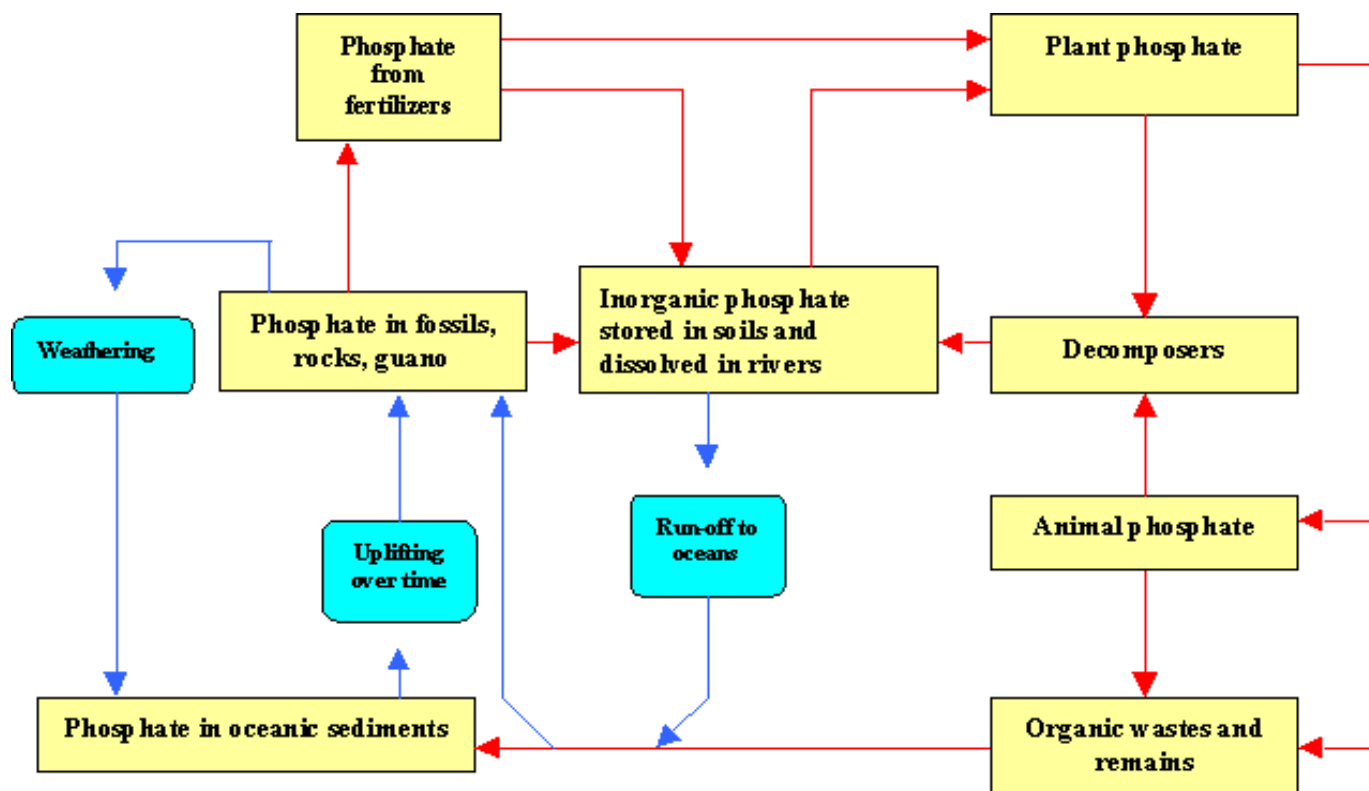 Phosphate
from
fertilizers
Plant phosphate
Weathering
Phosphate in fossils,
rocks, guano
Inorganic phosphate
stored in soils and
dissolved in rivers
Decomposers
Uplifting
over time
Run-off to
oceans
Animal phosphate
Phosphate in oceanic sediments
Organic wastes and
remains